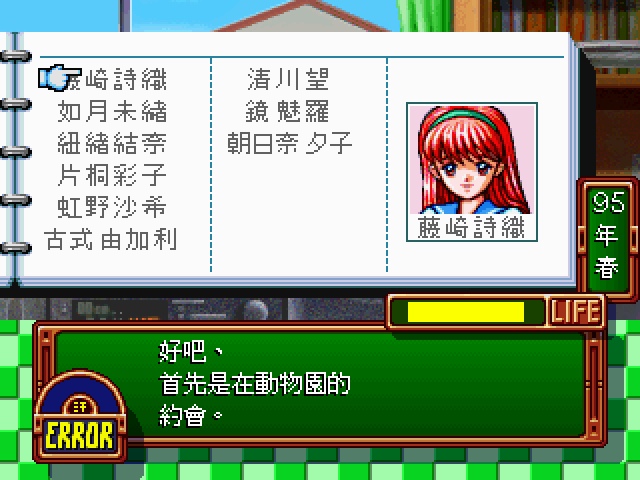 藤崎詩織
如月未緒
紐緒結奈
片桐彩子
虹野沙希
古式由加利
清川望
鏡魅羅
朝日奈夕子
藤崎詩織
95
年
春
LIFE
好吧、
首先是在動物園的
約會。
汗
ERROR